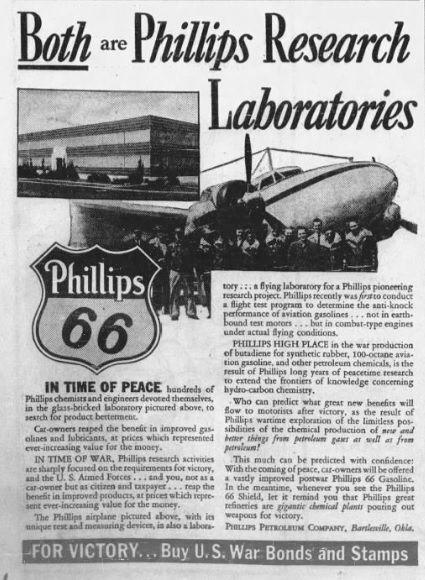 Both are Phillips Research
Laboratories
Phillips
66
IN TIME OF PEACE hundreds of
Phillips chemists and engineers devoted themselves,
in the glass-bricked laboratory pictured above, to
search for product betterment.
Car-owners reaped the benefit in improved gas-
olines and lubricants, at prices which represented
ever-increasing value for the money.
IN TIME OF WAR, Phillips research activities
are sharply focused on the requirements for victory,
and the U. S. Armed Forces . . . and you, not as a
car-owner but as citizen and taxpayer . . . reap the
benefit in improved products, at prices which repre-
sent ever-increasing value for the money.
The Phillips airplane pictured above, with its
unique test and measuring devices, is also a labora-
tory . . . a flying laboratory for a Phillips pioneering
research project. Phillips recently was first to conduct
a flight test program to determine the anti-knock
performance of aviation gasolines . . . not in earth-
bound test motors . . . but in combat-type engines
under actual flying conditions.
PHILLIPS HIGH PLACE in the war production
of butadiene for synthetic rubber, 100-octane avia-
tion gasoline, and other petroleum chemicals, is the
result of Phillips long years of peacetime research
to extend the frontiers of knowledge concerning
hydro-carbon chemistry.
Who can predict what great new benefits will
flow to motorists after victory, as the result of
Phillips wartime exploration of the limitless pos-
sibilities of the chemical production of new and
better things from petroleum gases as well as from
petroleum!
This much can be predicted with confidence:
With the coming of peace, car-owners will be offered
a vastly improved postwar Phillips 66 Gasoline.
In the meantime, whenever you see the Phillips
66 Shield, let it remind you that Phillips great
refineries are gigantic chemical plants pouring out
weapons for victory.
PHILLIPS PETROLEUM COMPANY, Bartlesville, Okla.
FOR VICTORY... Buy U.S. War Bonds and Stamps